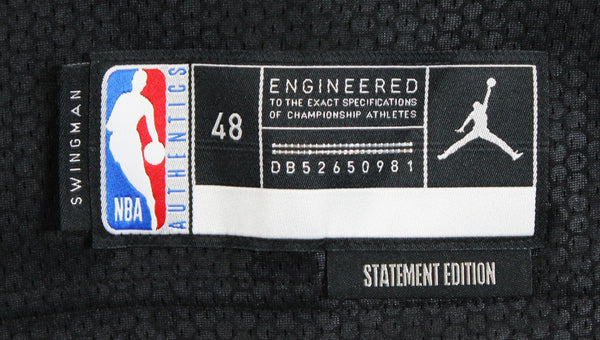 SWINGMAN
NBA
AUTHENTICS
48
ENGINEERED
TO THE EXACT SPECIFICATIONS
OF CHAMPIONSHIP ATHLETES
DB52650981
STATEMENT EDITION